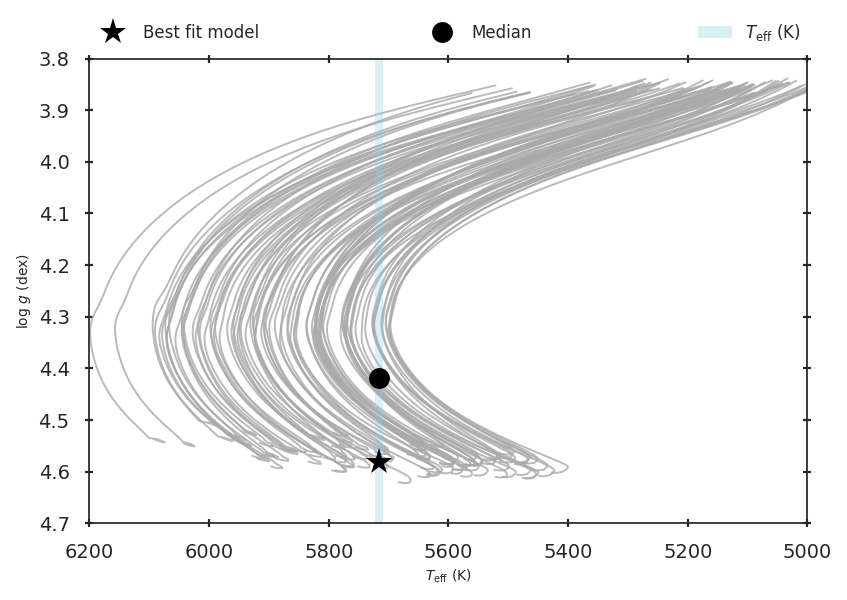 Best fit model
Median
T_eff (K)
3.8
3.9
4.0
4.1
4.2
4.3
4.4
4.5
4.6
4.7
log g (dex)
6200 6000 5800 5600 5400 5200 5000
T_eff (K)